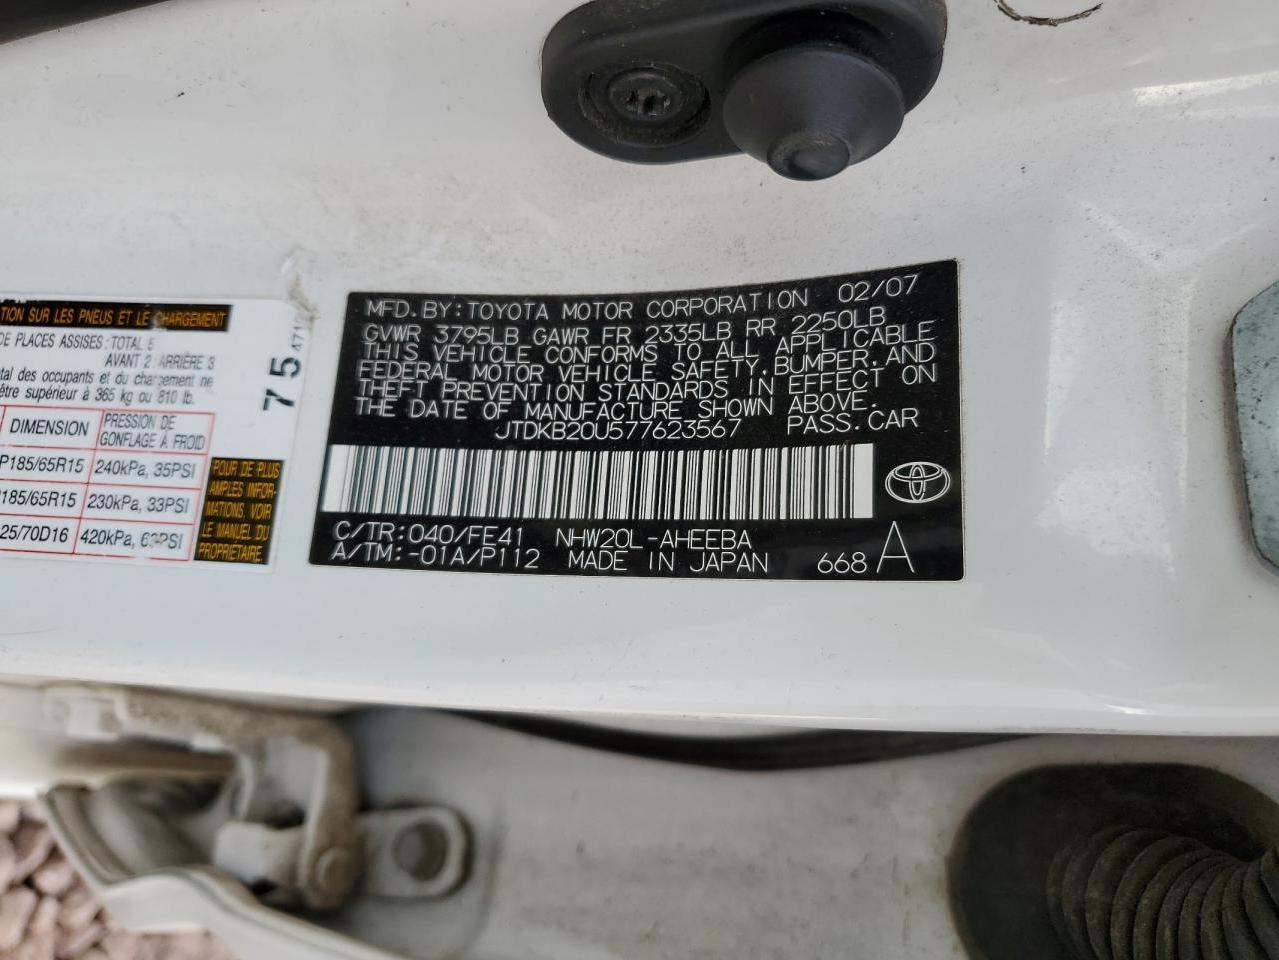 TION SUR LES PNEUS ET LE CHARGEMENT
DE PLACES ASSISES: TOTAL 5
AVANT 2 ARRIÈRE 3
tal des occupants et du chargement ne
être supérieur à 365 kg ou 810 lb.
DIMENSION PRESSION DE GONFLAGE À FROID
P185/65R15 240kPa, 35PSI
185/65R15 230kPa, 33PSI
25/70D16 420kPa, 60PSI
POUR DE PLUS
AMPLES INFOR-
MATIONS, VOIR
LE MANUEL DU
PROPRIÉTAIRE.
75
471
MFD. BY: TOYOTA MOTOR CORPORATION 02/07
GVWR 3795LB GAWR FR 2335LB RR 2250LB
THIS VEHICLE CONFORMS TO ALL APPLICABLE
FEDERAL MOTOR VEHICLE SAFETY, BUMPER, AND
THEFT PREVENTION STANDARDS IN EFFECT ON
THE DATE OF MANUFACTURE SHOWN ABOVE.
JTDKB20U577623567 PASS. CAR
C/TR: 040/FE41 NHW20L-AHEEBA
A/TM: -01A/P112 MADE IN JAPAN 668 A